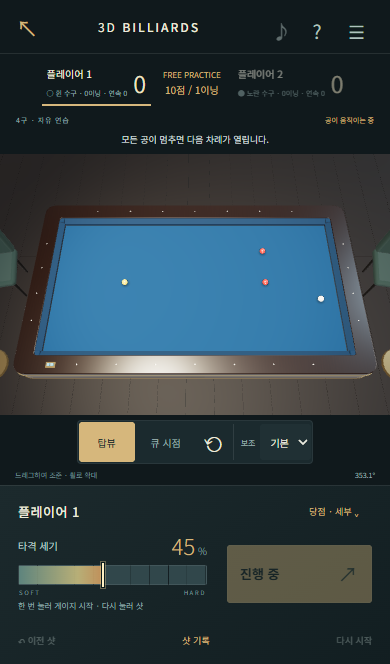 3D BILLIARDS
?
플레이어 1
흰 수구 · 0이닝 · 연속 0
0
FREE PRACTICE
10점 / 1이닝
플레이어 2
노란 수구 · 0이닝 · 연속 0
0
4구 · 자유 연습
공이 움직이는 중
모든 공이 멈추면 다음 차례가 열립니다.
탑뷰
큐 시점
보조
기본
드래그하여 조준 · 휠로 확대
353.1°
플레이어 1
당점 · 세부
타격 세기
45 %
SOFT
HARD
한 번 눌러 게이지 시작 · 다시 눌러 샷
진행 중
이전 샷
샷 기록
다시 시작